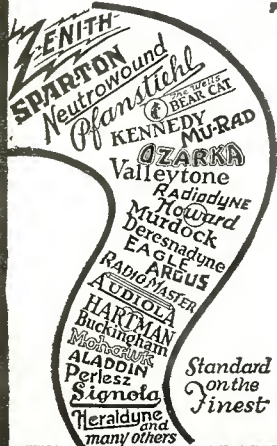 ZENITH
SPARTON
Neutrowound
Pfanstiehl
The Wells
BEAR CAT
KENNEDY
MU-RAD
OZARKA
Valleytone
RADIODYNE
Howard
Murdock
Deresnadyne
EAGLE
ARGUS
RADIO MASTER
AUDIOLA
HARTMAN
Buckingham
Mohawk
ALADDIN
Perlesz
Signola
Heraldyne
and
many others
Standard
on the
Finest